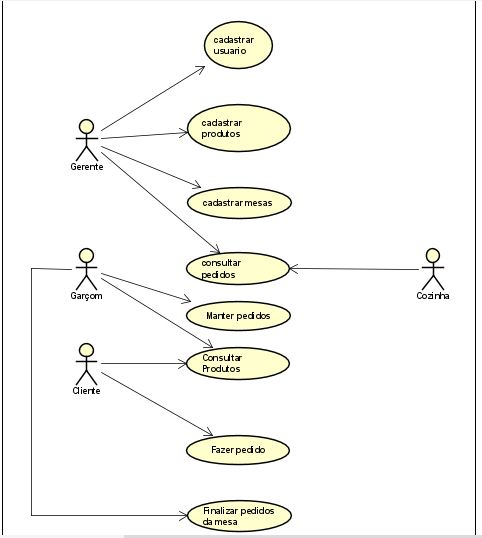 cadastrar
usuario
cadastrar
produtos
Gerente
cadastrar mesas
consultar
pedidos
Garçom
Cozinha
Manter pedidos
Consultar
Produtos
Cliente
Fazer pedido
Finalizar pedidos
da mesa